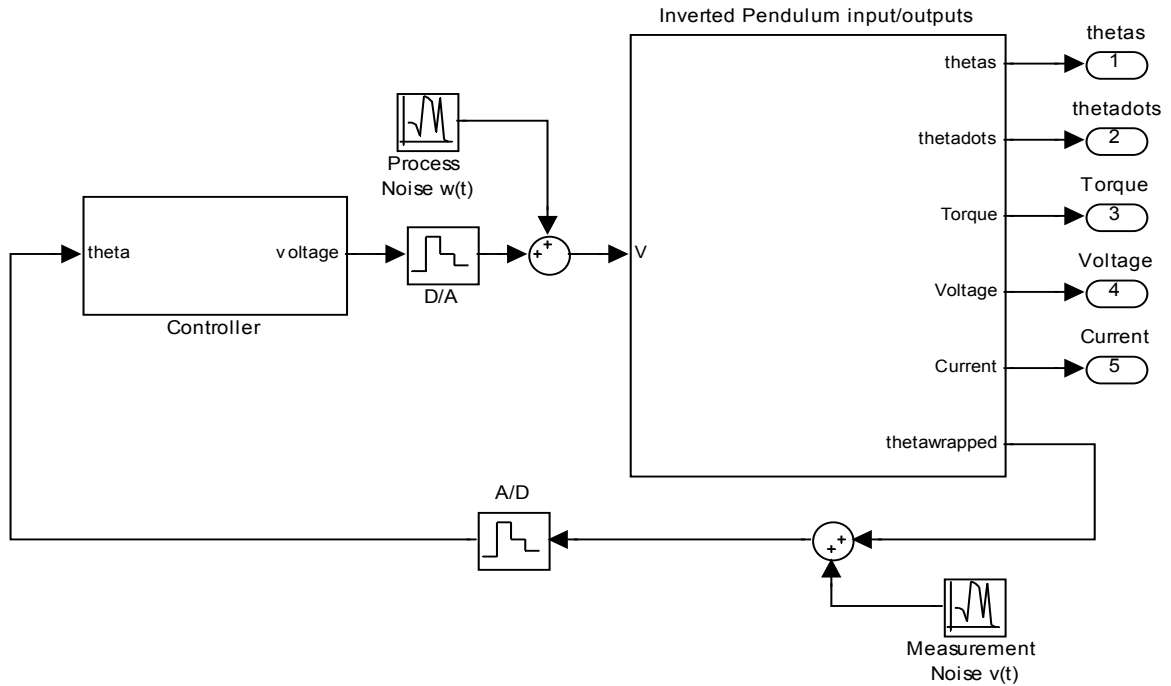 Inverted Pendulum input/outputs
thetas
thetas
1
thetadots
thetadots
2
Process
Noise w(t)
Torque
Torque
3
theta
voltage
V
D/A
Controller
Voltage
Voltage
4
Current
Current
5
thetawrapped
A/D
Measurement
Noise v(t)